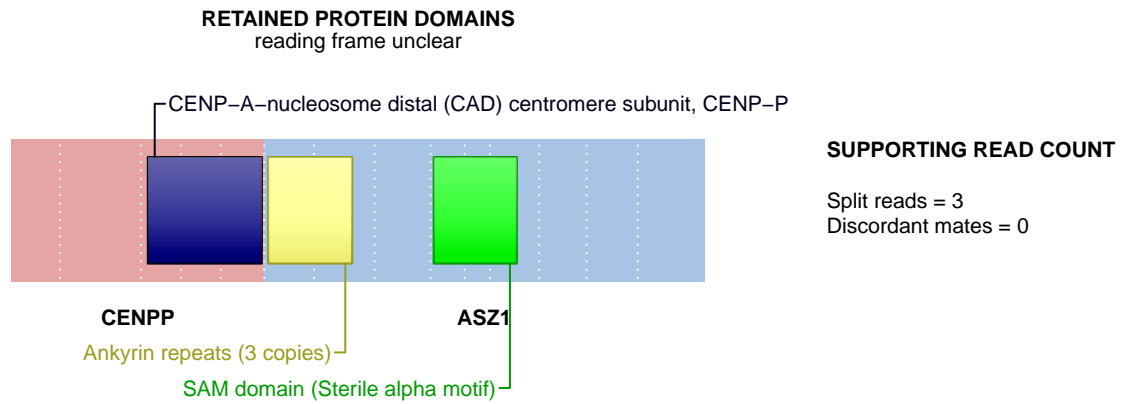 RETAINED PROTEIN DOMAINS
reading frame unclear
CENP−A−nucleosome distal (CAD) centromere subunit, CENP−P
SUPPORTING READ COUNT
Split reads = 3
Discordant mates = 0
CENPP
ASZ1
Ankyrin repeats (3 copies)
SAM domain (Sterile alpha motif)